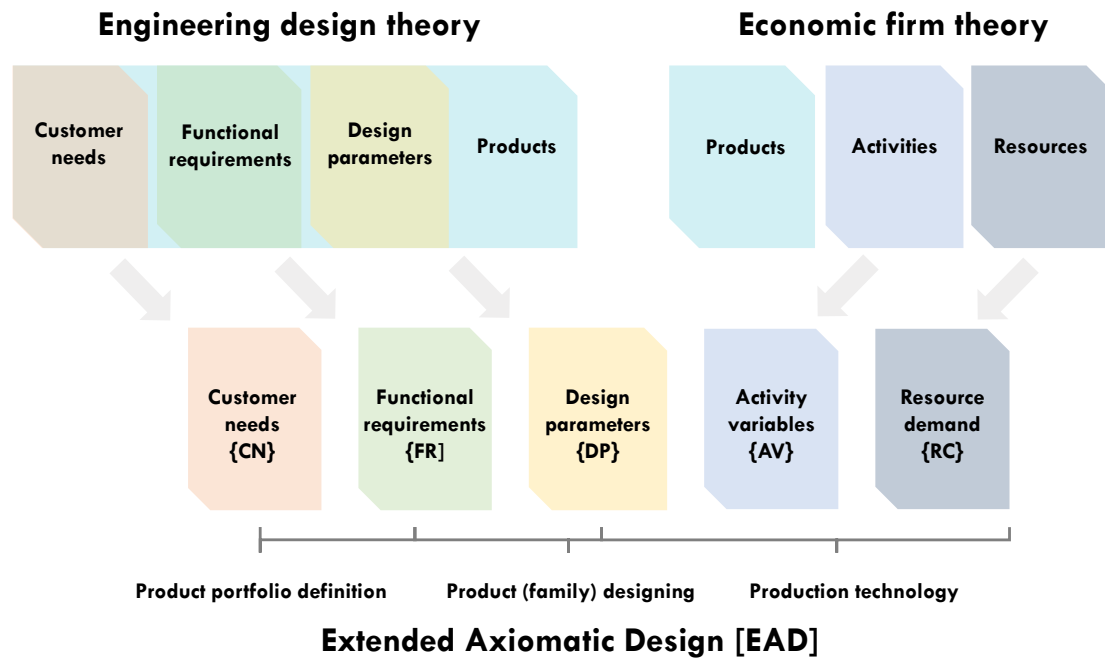 Engineering design theory
Economic firm theory
Customer
needs
Functional
requirements
Design
parameters
Products
Products
Activities
Resources
Customer
needs
{CN}
Functional
requirements
{FR]
Design
parameters
{DP}
Activity
variables
{AV}
Resource
demand
{RC}
Product portfolio definition
Product (family) designing
Production technology
Extended Axiomatic Design [EAD]